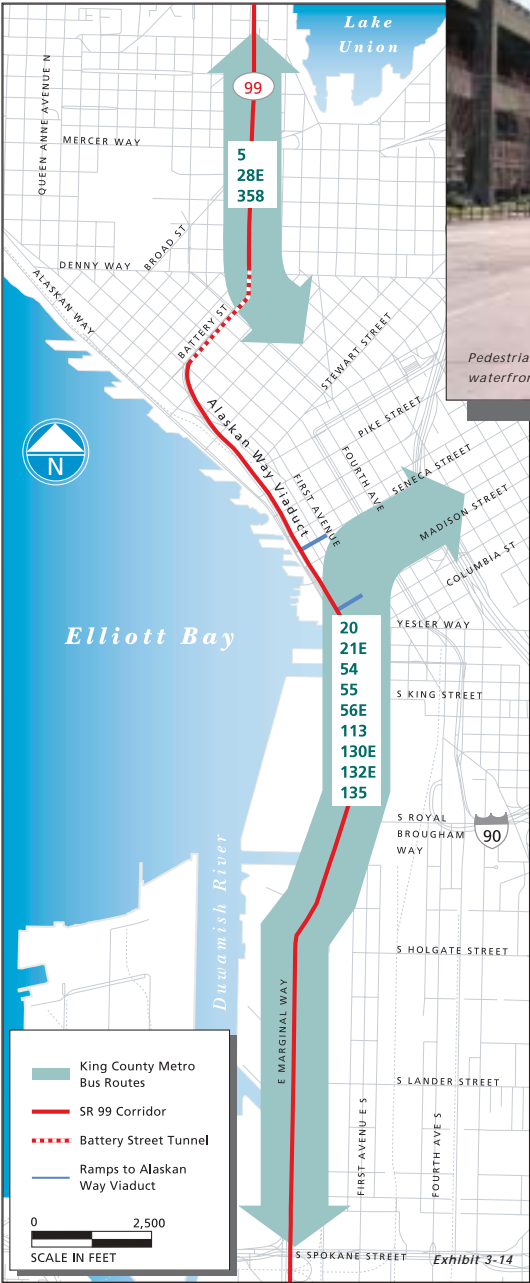 Lake
Union
99
QUEEN ANNE AVENUE N
MERCER WAY
5
28E
358
BROAD ST
DENNY WAY
ALASKAN WAY
BATTERY ST
STEWART STREET
Pedestria
waterfron
PIKE STREET
Alaskan Way Viaduct
FIRST AVENUE
FOURTH AVE
SENECA STREET
MADISON STREET
COLUMBIA ST
N
Elliott Bay
YESLER WAY
20
21E
54
55
56E
113
130E
132E
135
S KING STREET
S ROYAL
BROUGHAM
WAY
90
Duwamish River
S HOLGATE STREET
E MARGINAL WAY
S LANDER STREET
FIRST AVENUE S
FOURTH AVE S
King County Metro
Bus Routes
SR 99 Corridor
Battery Street Tunnel
Ramps to Alaskan
Way Viaduct
0 2,500
SCALE IN FEET
S SPOKANE STREET
Exhibit 3-14